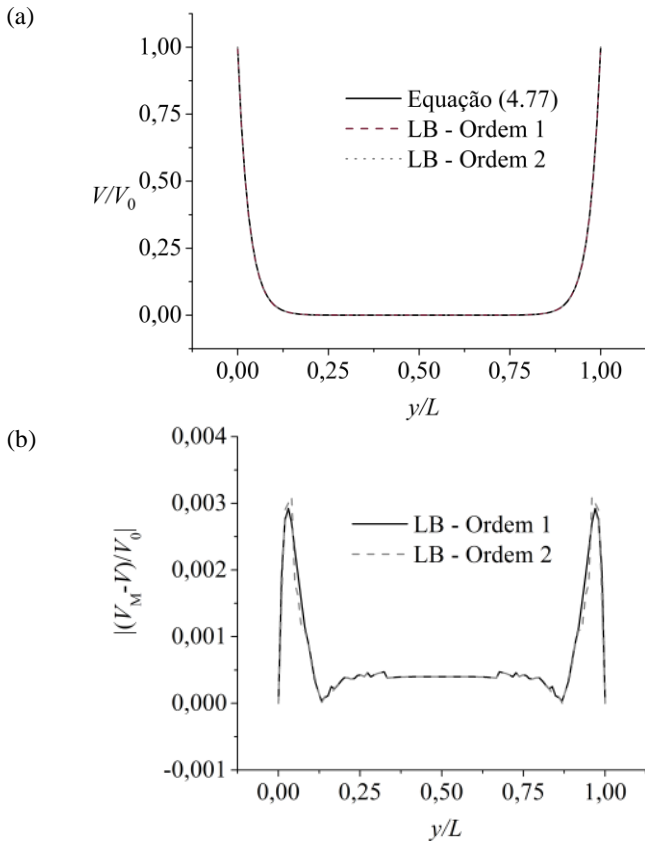 (a)
1,00
0,75
0,50
0,25
0,00
V/V0
Equação (4.77)
LB - Ordem 1
LB - Ordem 2
0,00 0,25 0,50 0,75 1,00
y/L
(b)
0,004
0,003
0,002
0,001
0,000
-0,001
|(VM-V)/V0|
LB - Ordem 1
LB - Ordem 2
0,00 0,25 0,50 0,75 1,00
y/L